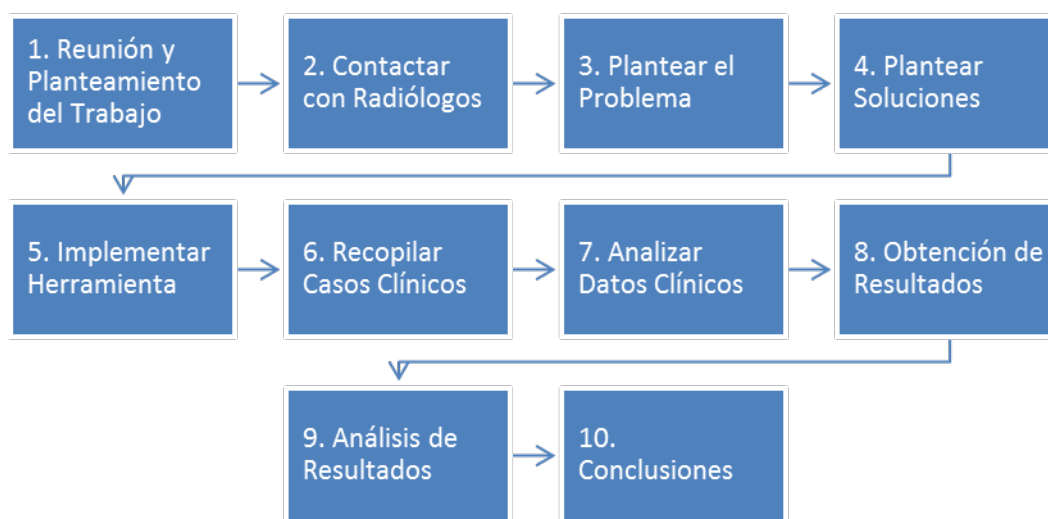 1. Reunión y
Planteamiento
del Trabajo
2. Contactar
con Radiólogos
3. Plantear el
Problema
4. Plantear
Soluciones
5. Implementar
Herramienta
6. Recopilar
Casos Clínicos
7. Analizar
Datos Clínicos
8. Obtención de
Resultados
9. Análisis de
Resultados
10.
Conclusiones